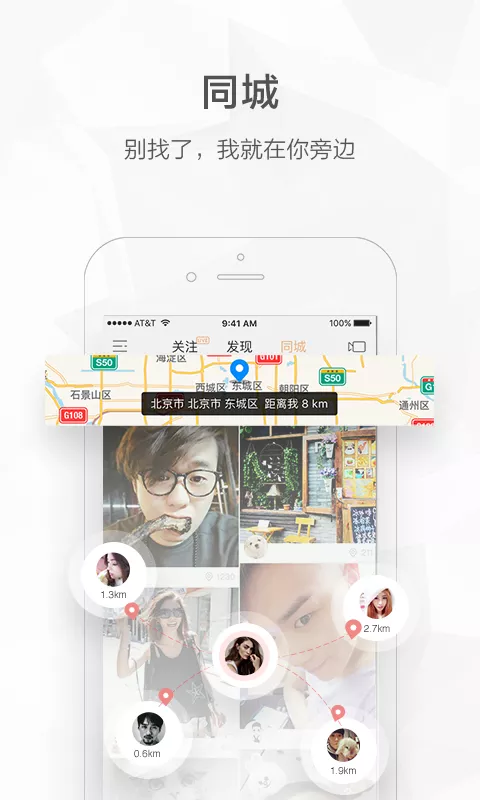 同城
别找了，我就在你旁边
AT&T
9:41 AM
100%
关注
LIVE
发现
同城
海淀区
G101
S50
石景山区
西城区
东城区
朝阳区
S50
G1
G108
北京市 北京市 东城区 距离我 8 km
通州区
1230
211
1.3km
2.7km
0.6km
1.9km